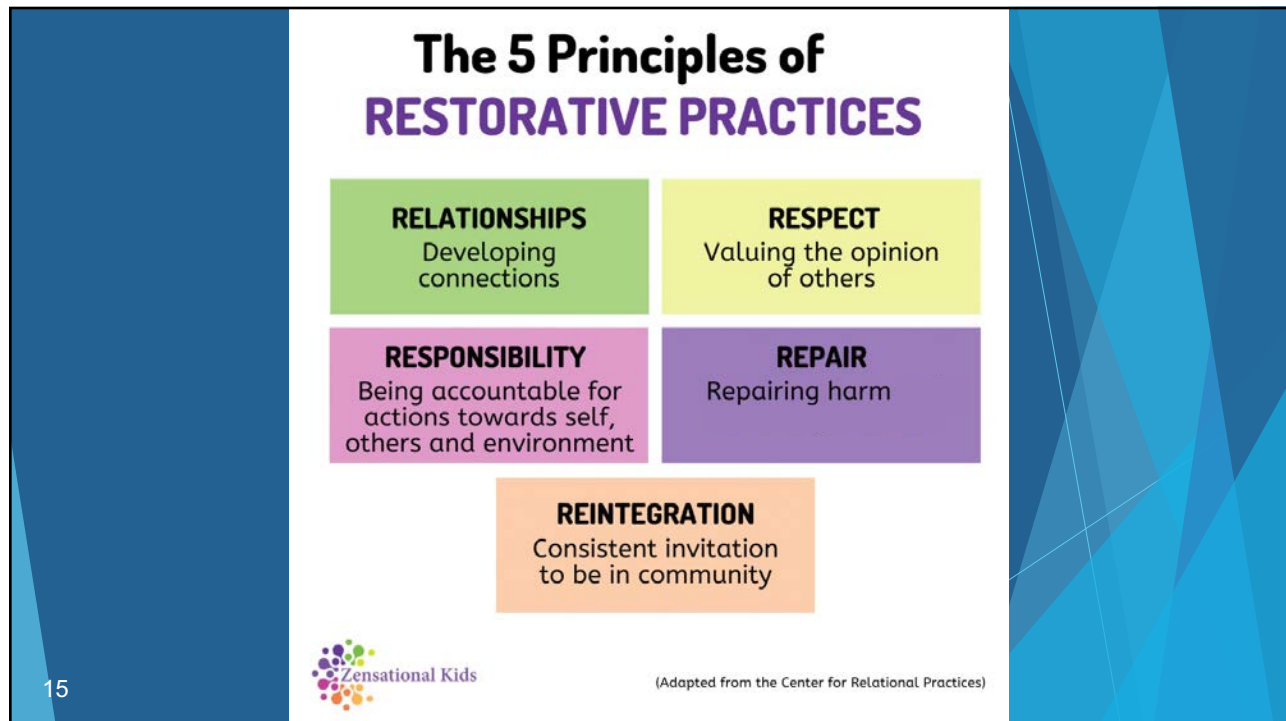 The 5 Principles of
RESTORATIVE PRACTICES
RELATIONSHIPS
Developing
connections
RESPECT
Valuing the opinion
of others
RESPONSIBILITY
Being accountable for
actions towards self,
others and environment
REPAIR
Repairing harm
REINTEGRATION
Consistent invitation
to be in community
Zensational Kids
(Adapted from the Center for Relational Practices)
15